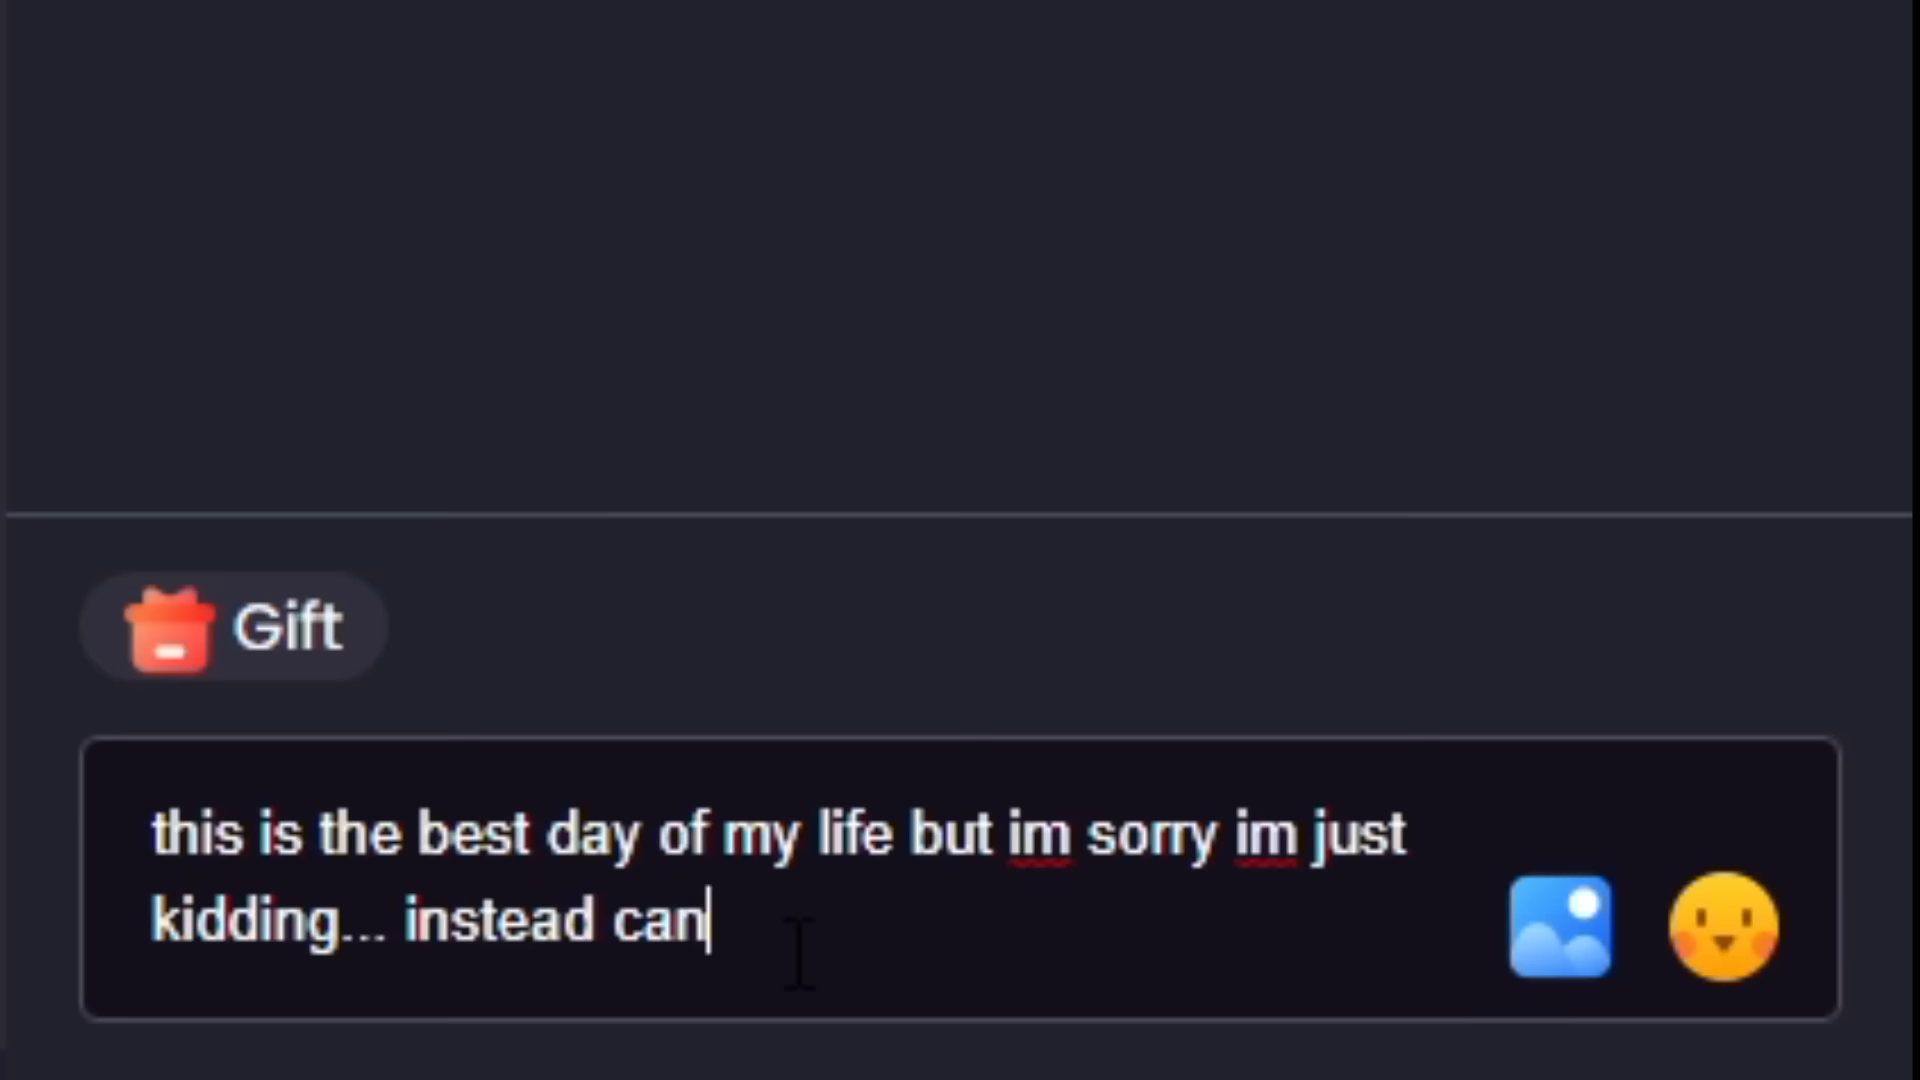 Gift
this is the best day of my life but im sorry im just
kidding... instead can